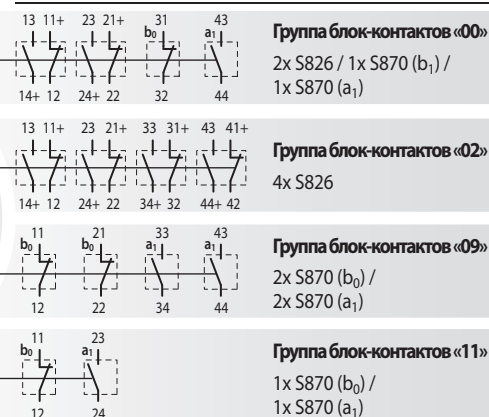 13 11+ 23 21+ 31 43
b₀ a₁
14+ 12 24+ 22 32 44
Группа блок-контактов «00»
2x S826 / 1x S870 (b₁) /
1x S870 (a₁)
13 11+ 23 21+ 33 31+ 43 41+
14+ 12 24+ 22 34+ 32 44+ 42
Группа блок-контактов «02»
4x S826
11 21 33 43
b₀ b₀ a₁ a₁
12 22 34 44
Группа блок-контактов «09»
2x S870 (b₀) /
2x S870 (a₁)
11 23
b₀ a₁
12 24
Группа блок-контактов «11»
1x S870 (b₀) /
1x S870 (a₁)